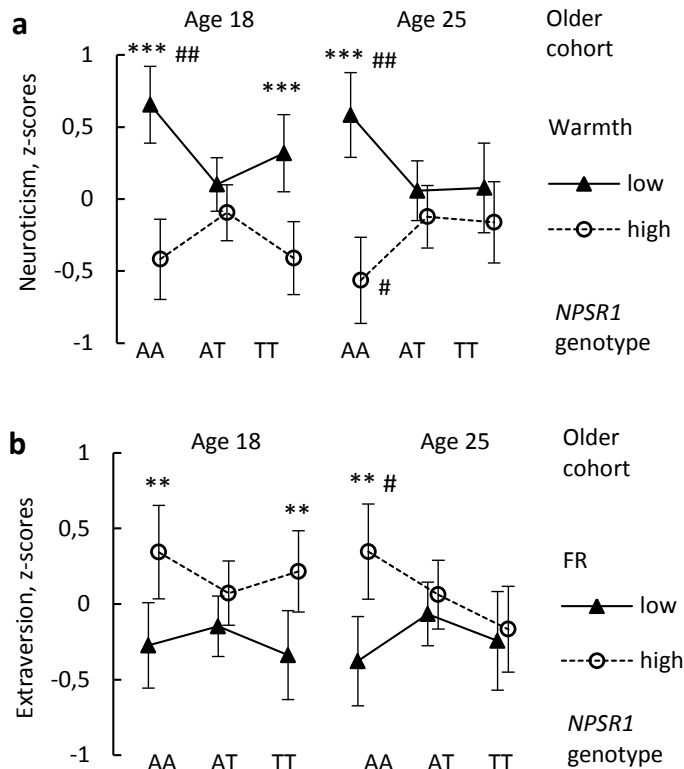 a
Age 18
Age 25
Older
cohort
Neuroticism, z-scores
1
0,5
0
-0,5
-1
*** ##
***
*** ##
#
AA AT TT
AA AT TT
Warmth
low
high
NPSR1
genotype
b
Age 18
Age 25
Older
cohort
Extraversion, z-scores
1
0,5
0
-0,5
-1
**
**
** #
AA AT TT
AA AT TT
FR
low
high
NPSR1
genotype